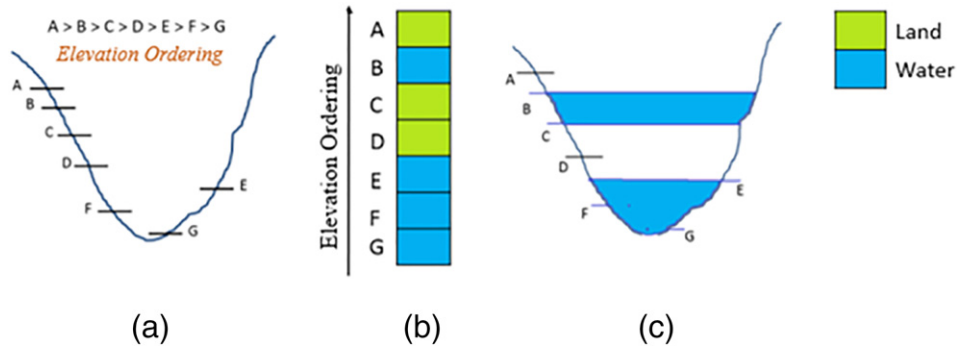 A > B > C > D > E > F > G
Elevation Ordering
A
B
C
D
E
F
G
(a)
Elevation Ordering
A
B
C
D
E
F
G
(b)
A
B
C
D
E
F
G
(c)
Land
Water